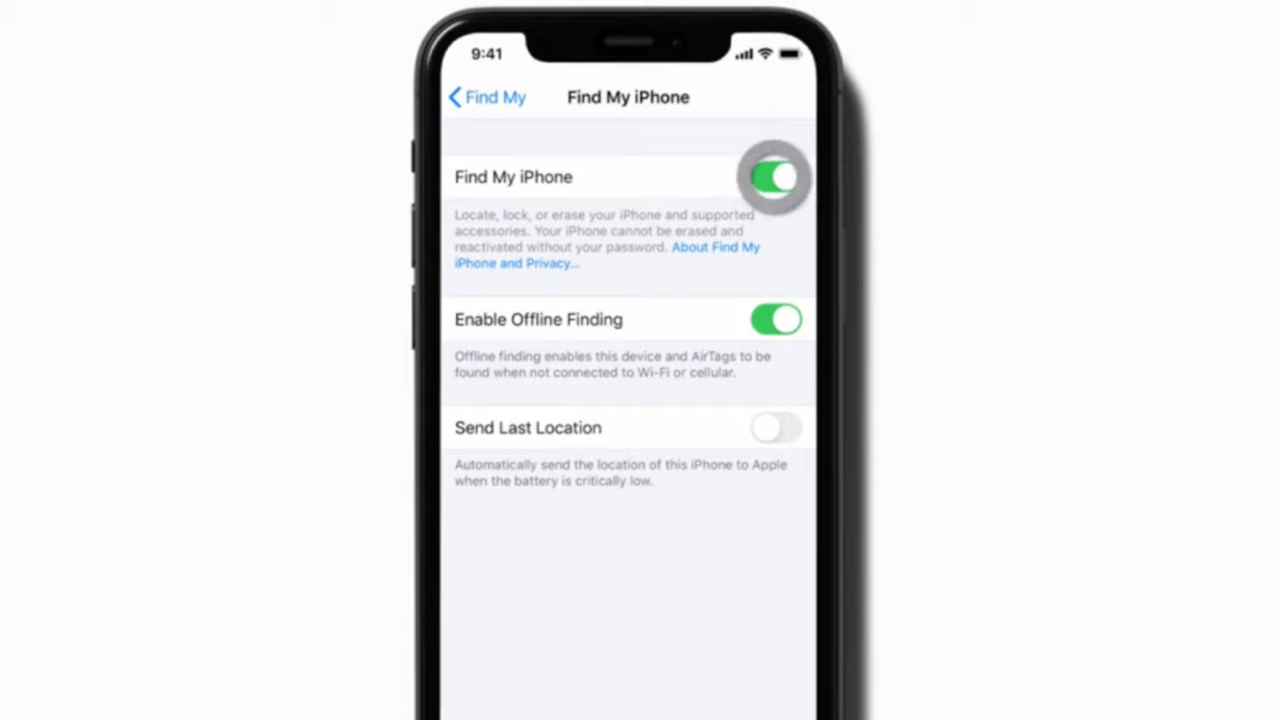 9:41
Find My
Find My iPhone
Find My iPhone
Locate, lock, or erase your iPhone and supported
accessories. Your iPhone cannot be erased and
reactivated without your password. About Find My
iPhone and Privacy...
Enable Offline Finding
Offline finding enables this device and AirTags to be
found when not connected to Wi-Fi or cellular.
Send Last Location
Automatically send the location of this iPhone to Apple
when the battery is critically low.